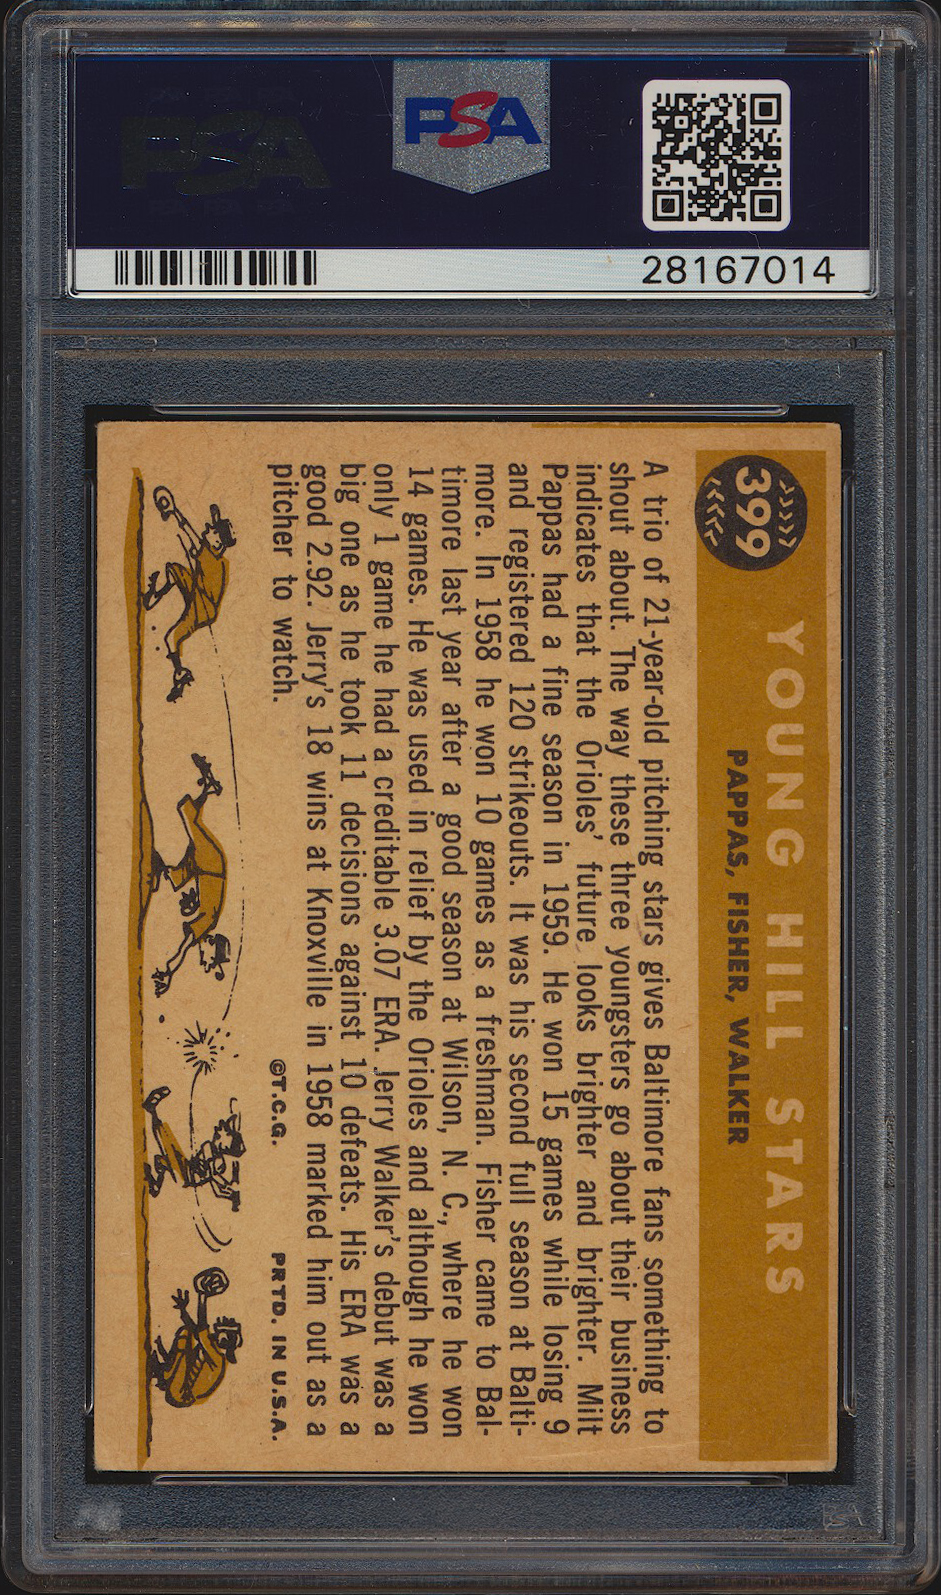 PSA
PSA
28167014
399
YOUNG HILL STARS
PAPPAS, FISHER, WALKER
A trio of 21-year-old pitching stars gives Baltimore fans something to
shout about. The way these three youngsters go about their business
indicates that the Orioles' future looks brighter and brighter. Milt
Pappas had a fine season in 1959. He won 15 games while losing 9
and registered 120 strikeouts. It was his second full season at Balti-
more. In 1958 he won 10 games as a freshman. Fisher came to Bal-
timore last year after a good season at Wilson, N. C., where he won
14 games. He was used in relief by the Orioles and although he won
only 1 game he had a creditable 3.07 ERA. Jerry Walker's debut was a
big one as he took 11 decisions against 10 defeats. His ERA was a
good 2.92. Jerry's 18 wins at Knoxville in 1958 marked him out as a
pitcher to watch.
©T.C.G.
PRTD. IN U.S.A.